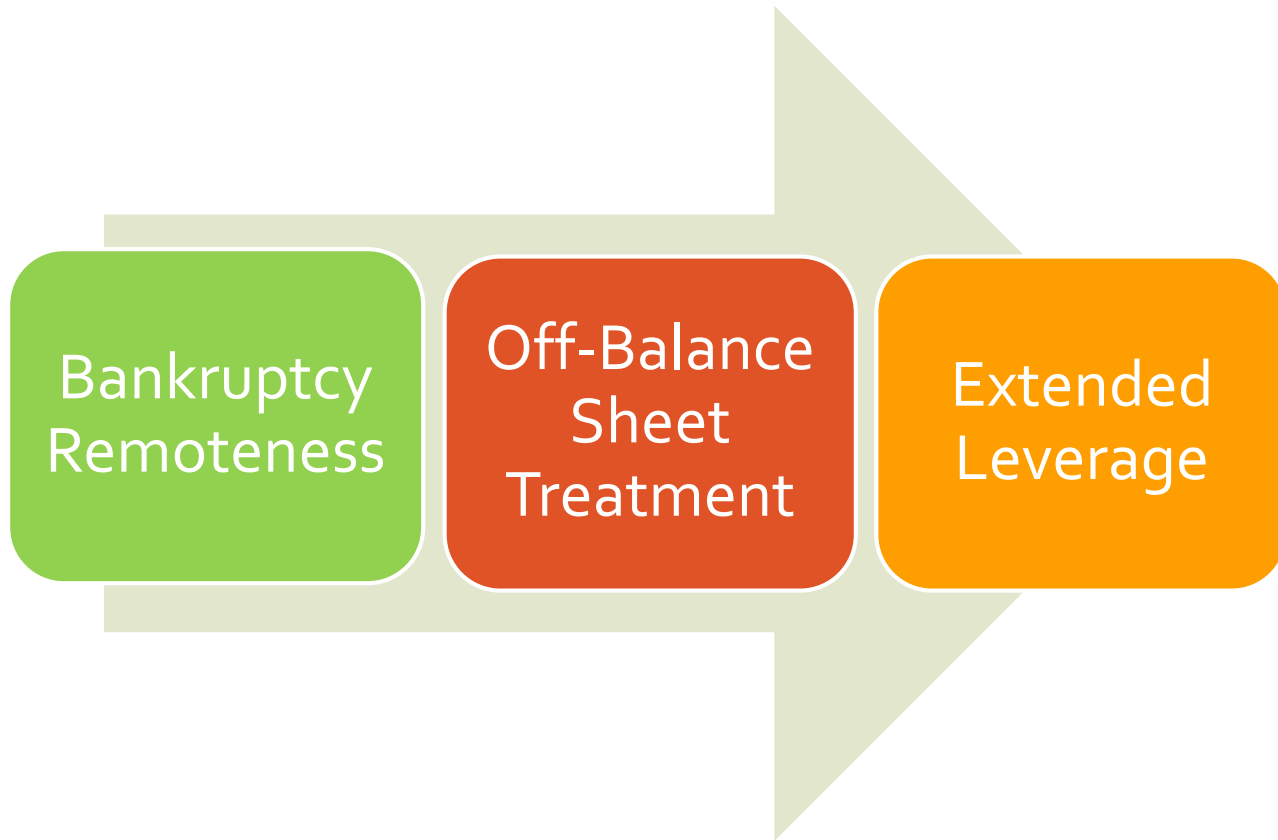 Bankruptcy
Remoteness
Off-Balance
Sheet
Treatment
Extended
Leverage